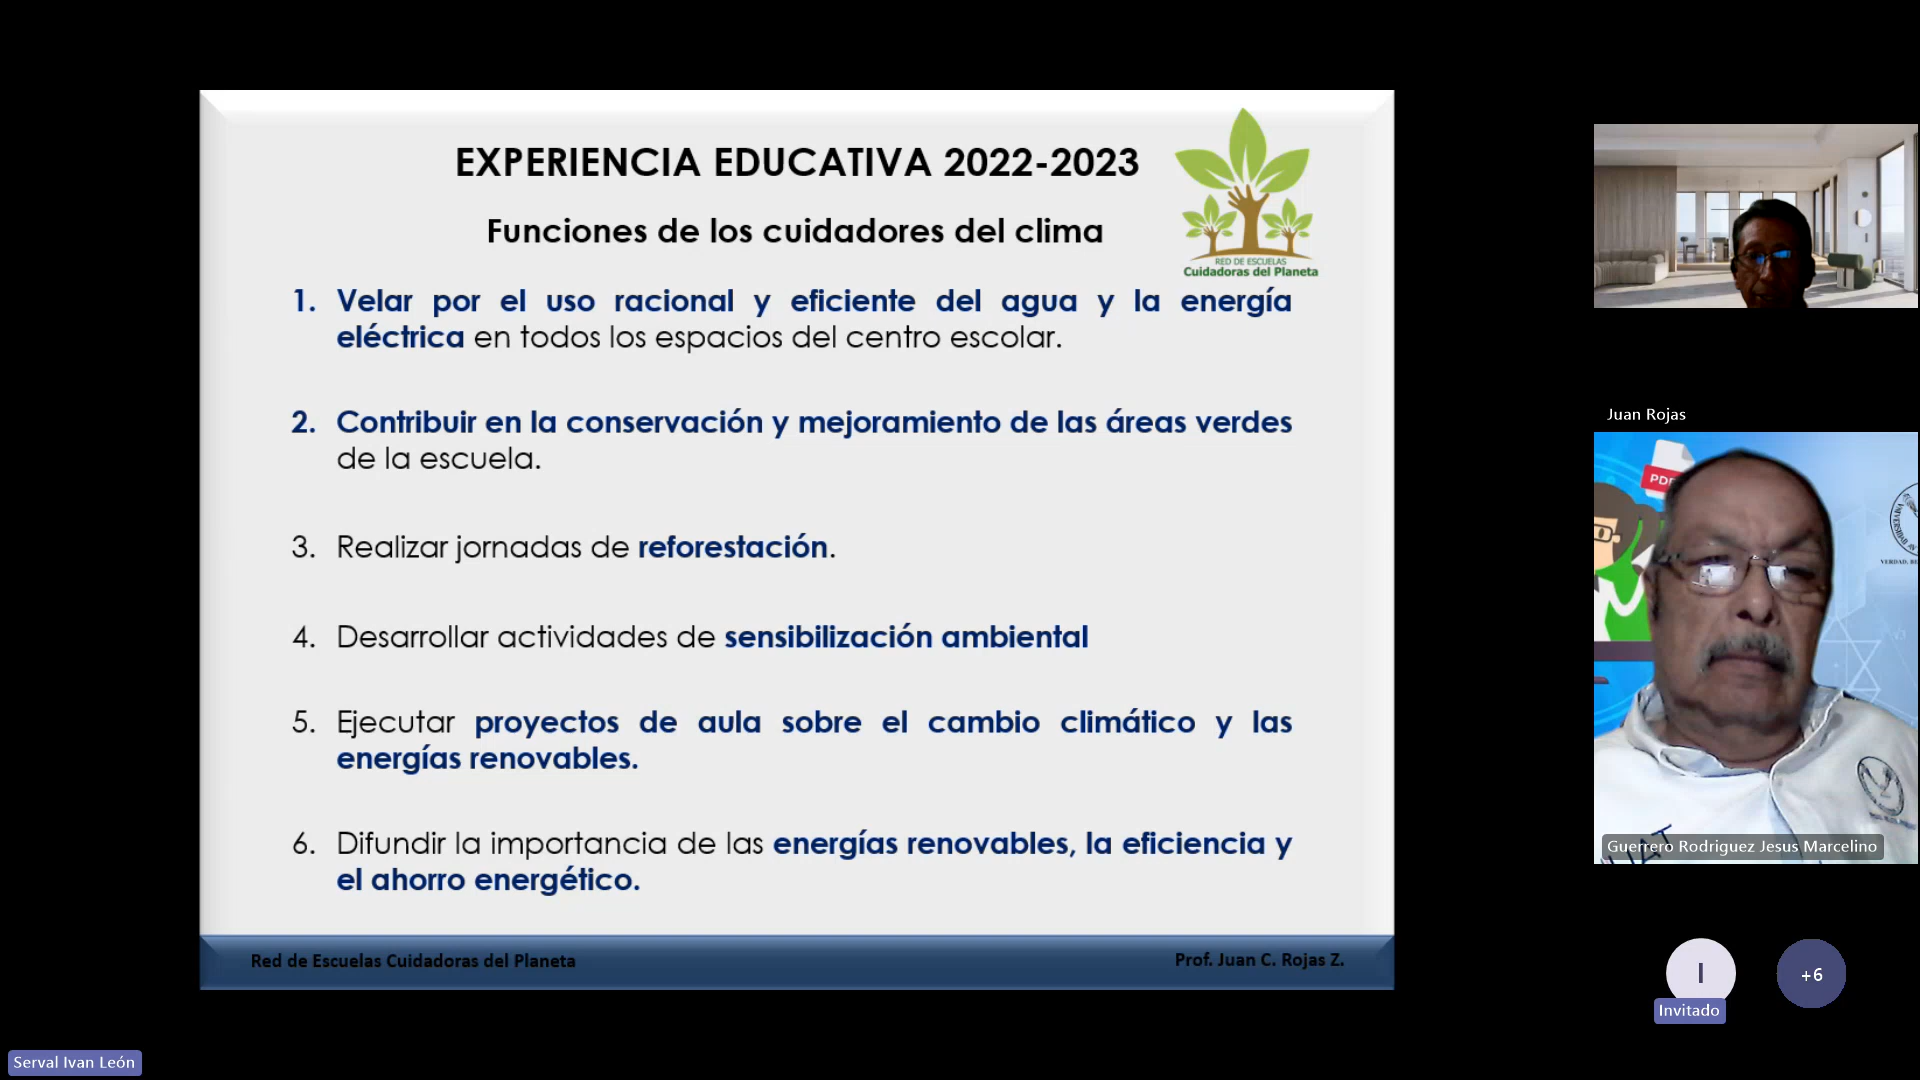 EXPERIENCIA EDUCATIVA 2022-2023
Funciones de los cuidadores del clima
RED DE ESCUELAS
Cuidadoras del Planeta
1. Velar por el uso racional y eficiente del agua y la energía
eléctrica en todos los espacios del centro escolar.
2. Contribuir en la conservación y mejoramiento de las áreas verdes
de la escuela.
3. Realizar jornadas de reforestación.
4. Desarrollar actividades de sensibilización ambiental
5. Ejecutar proyectos de aula sobre el cambio climático y las
energías renovables.
6. Difundir la importancia de las energías renovables, la eficiencia y
el ahorro energético.
Red de Escuelas Cuidadoras del Planeta
Prof. Juan C. Rojas Z.
Juan Rojas
PDF
Guerrero Rodriguez Jesus Marcelino
I
+6
Invitado
Serval Ivan León